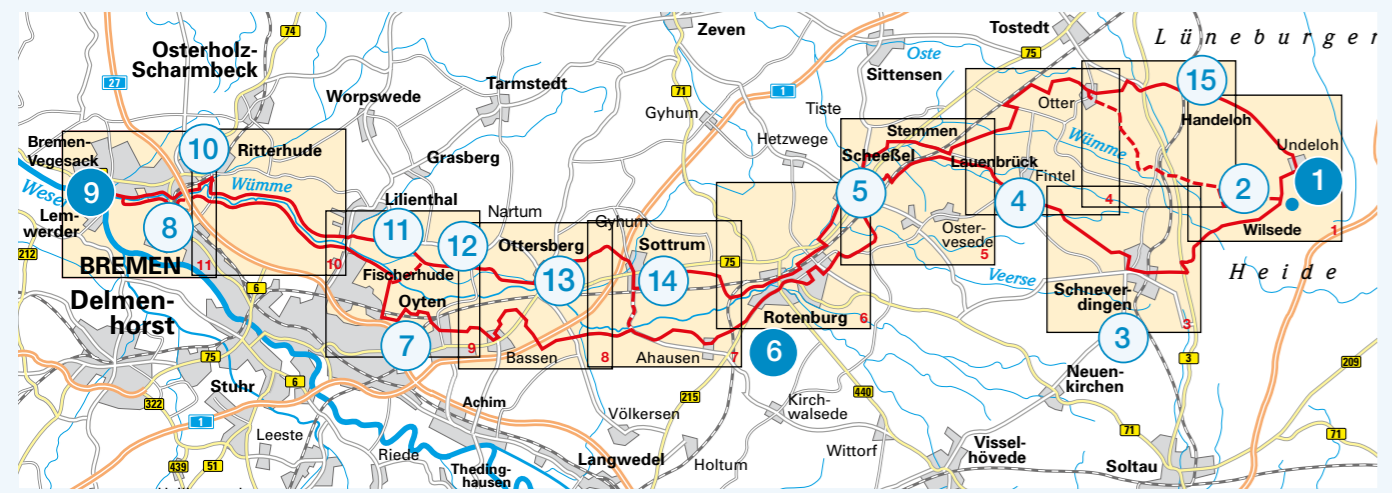 74
Zeven
Tostedt
Lüneburger
Osterholz-
Scharmbeck
Oste
75
27
Tarmstedt
71
1
Sittensen
15
Worpswede
Tiste
Otter
Gyhum
Handeloh
Bremen-
Vegesack
10
Ritterhude
Hetzwege
Stemmen
Wümme
Undeloh
Grasberg
Scheeßel
Lauenbrück
Fintel
9
Wümme
5
4
2
1
Lilienthal
4
Lem-
werder
8
11
12
Nartum
Gyhum
Oster-
vesede
Wilsede
1
Ottersberg
Sottrum
5
212
BREMEN
11
10
Fischerhude
13
14
75
Veerse
Heide
6
Oyten
Schnever-
dingen
Delmen-
horst
Rotenburg
6
3
7
9
Bassen
8
Ahausen
7
6
3
75
3
Stuhr
6
Neuen-
kirchen
209
322
Achim
215
Kirch-
walsede
440
1
Völkersen
71
71
Leeste
Wittorf
Vissel-
hövede
439
51
Riede
Theding-
hausen
Langwedel
Holtum
Soltau